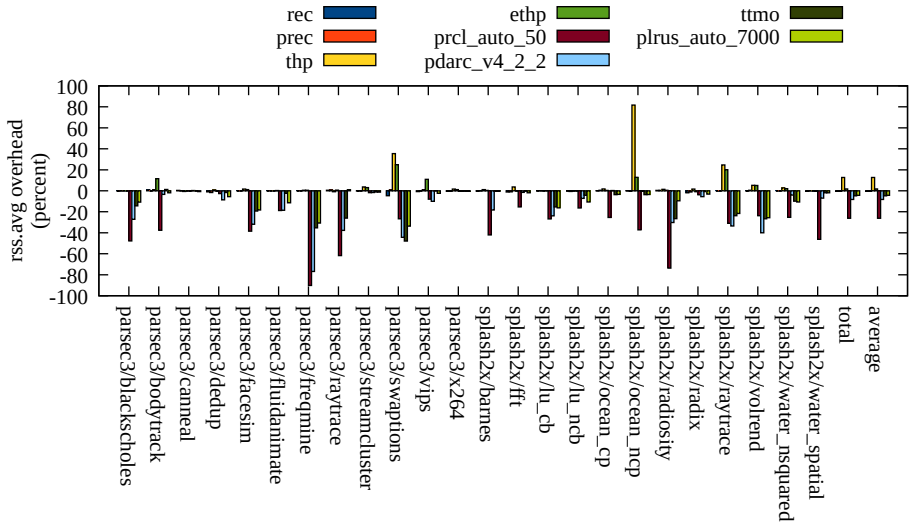 rec
prec
thp
ethp
prcl_auto_50
pdarc_v4_2_2
ttmo
plrus_auto_7000
rss.avg overhead
(percent)
100
80
60
40
20
0
-20
-40
-60
-80
-100
parsec3/blackscholes
parsec3/bodytrack
parsec3/canneal
parsec3/dedup
parsec3/facesim
parsec3/fluidanimate
parsec3/freqmine
parsec3/raytrace
parsec3/streamcluster
parsec3/swaptions
parsec3/vips
parsec3/x264
splash2x/barnes
splash2x/fft
splash2x/lu_cb
splash2x/lu_ncb
splash2x/ocean_cp
splash2x/ocean_ncp
splash2x/radiosity
splash2x/radix
splash2x/raytrace
splash2x/volrend
splash2x/water_nsquared
splash2x/water_spatial
total
average